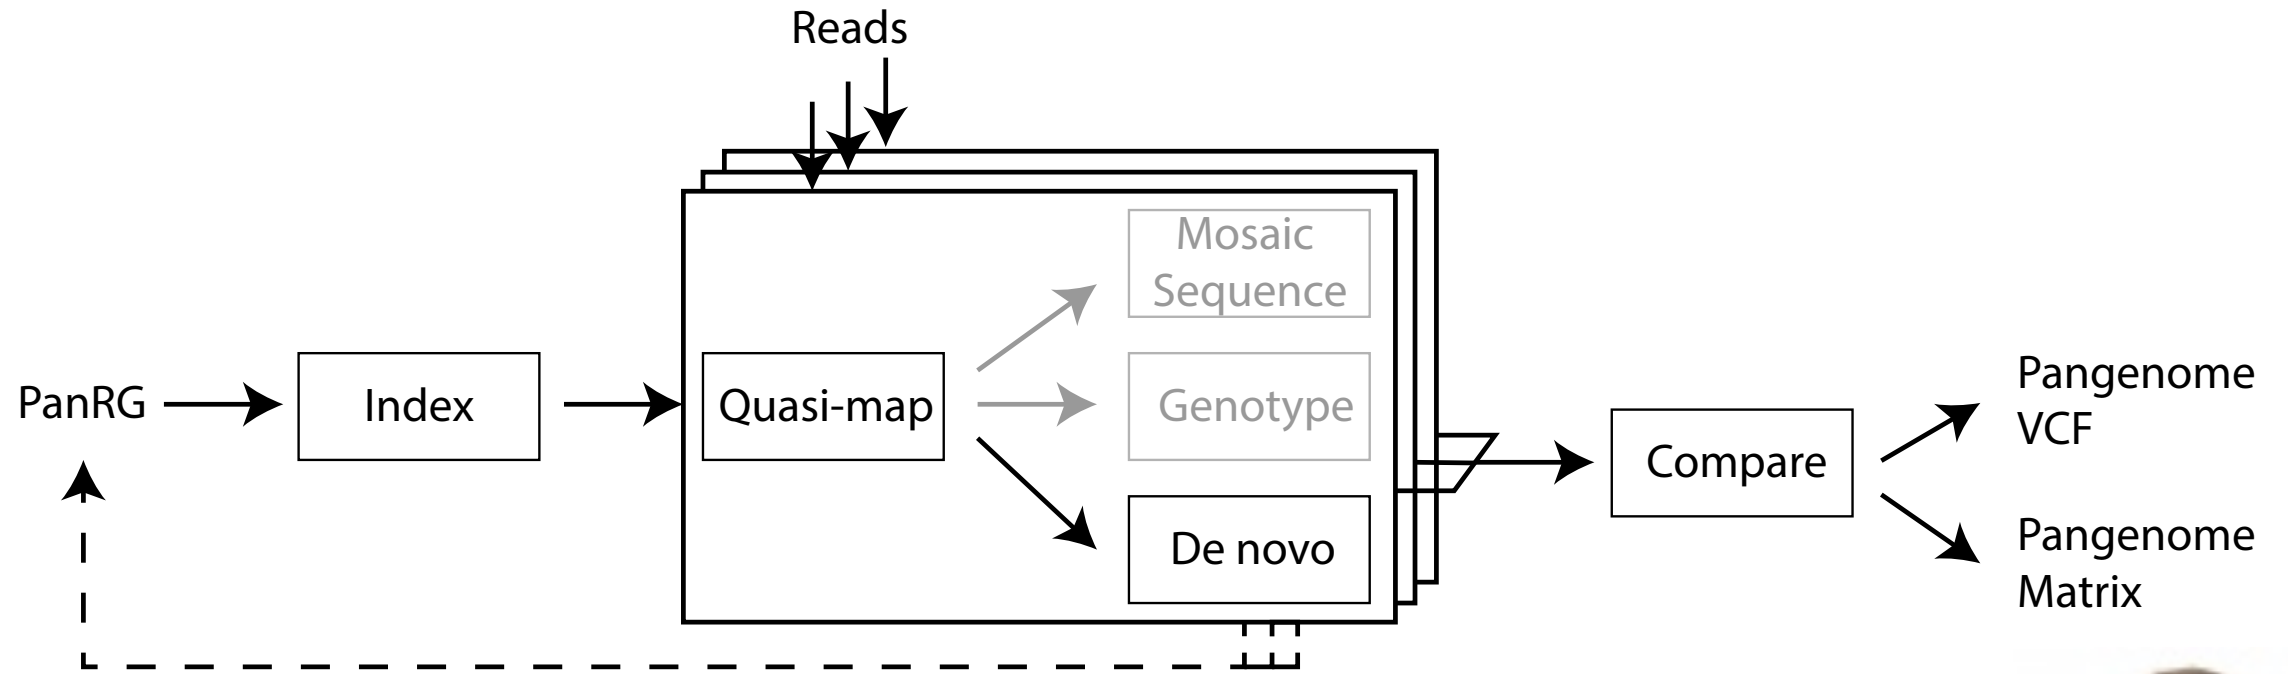 Reads
PanRG
Index
Quasi-map
Mosaic
Sequence
Genotype
De novo
Compare
Pangenome
VCF
Pangenome
Matrix